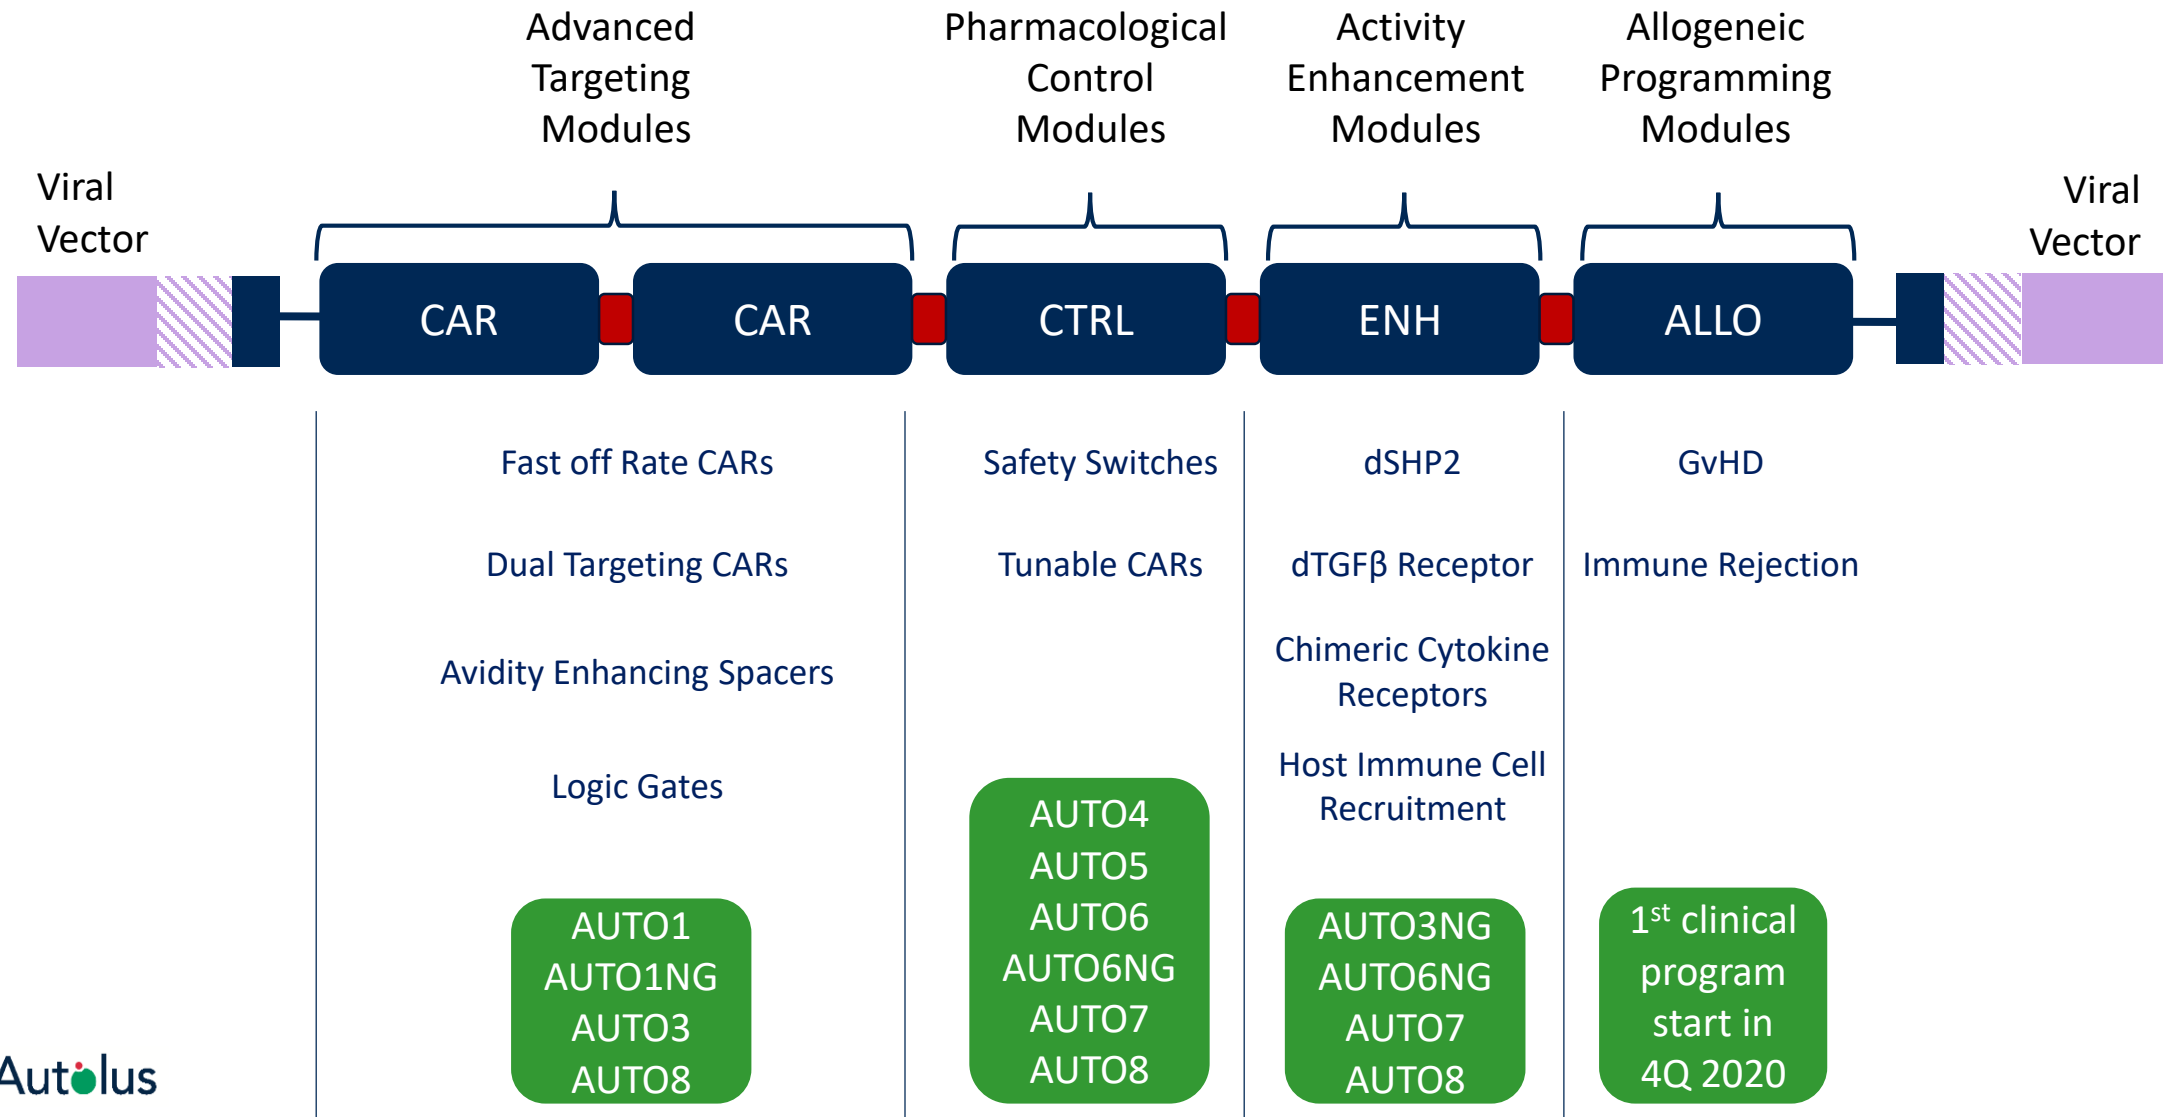 Advanced
Targeting
Modules
Pharmacological
Control
Modules
Activity
Enhancement
Modules
Allogeneic
Programming
Modules
Viral
Vector
Viral
Vector
CAR
CAR
CTRL
ENH
ALLO
Fast off Rate CARs
Dual Targeting CARs
Avidity Enhancing Spacers
Logic Gates
AUTO1
AUTO1NG
AUTO3
AUTO8
Safety Switches
Tunable CARs
AUTO4
AUTO5
AUTO6
AUTO6NG
AUTO7
AUTO8
dSHP2
dTGFβ Receptor
Chimeric Cytokine
Receptors
Host Immune Cell
Recruitment
AUTO3NG
AUTO6NG
AUTO7
AUTO8
GvHD
Immune Rejection
1st clinical
program
start in
4Q 2020
Autolus